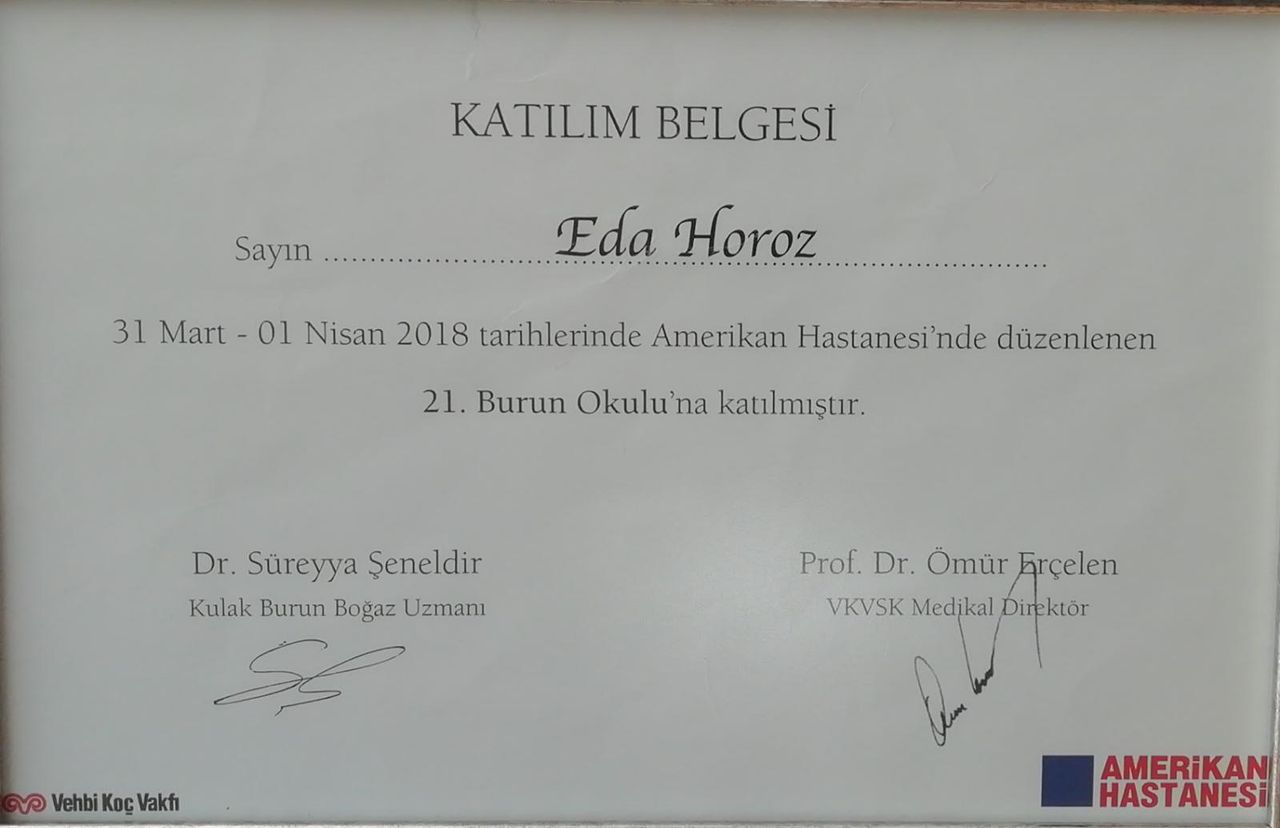 KATILIM BELGESİ
Sayın ........ Eda Horoz ........
31 Mart - 01 Nisan 2018 tarihlerinde Amerikan Hastanesi'nde düzenlenen
21. Burun Okulu'na katılmıştır.
Dr. Süreyya Şeneldir
Kulak Burun Boğaz Uzmanı
Prof. Dr. Ömür Erçelen
VKVSK Medikal Direktör
Vehbi Koç Vakfı
AMERİKAN
HASTANESİ